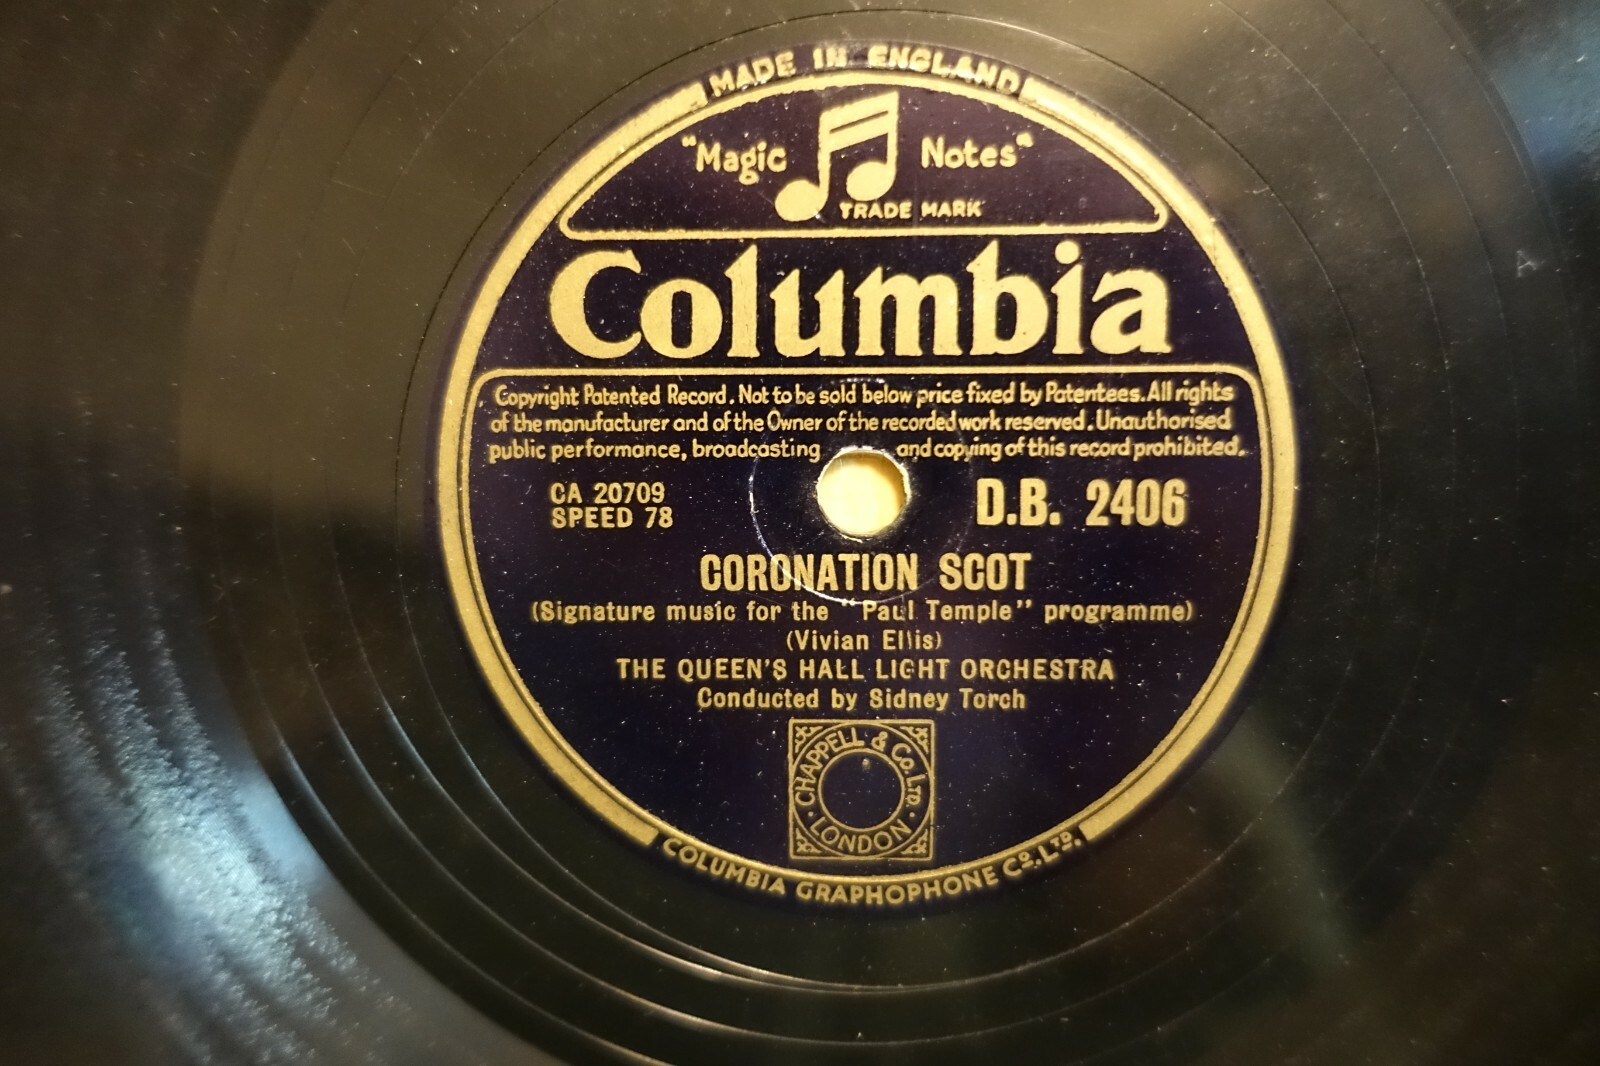 MADE IN ENGLAND
"Magic Notes"
TRADE MARK
Columbia
Copyright Patented Record. Not to be sold below price fixed by Patentees. All rights
of the manufacturer and of the Owner of the recorded work reserved. Unauthorised
public performance, broadcasting and copying of this record prohibited.
CA 20709
SPEED 78
D.B. 2406
CORONATION SCOT
(Signature music for the "Paul Temple" programme)
(Vivian Ellis)
THE QUEEN'S HALL LIGHT ORCHESTRA
Conducted by Sidney Torch
CHAPPELL & Co. LTD.
· LONDON ·
COLUMBIA GRAPHOPHONE Co. LTD.
A